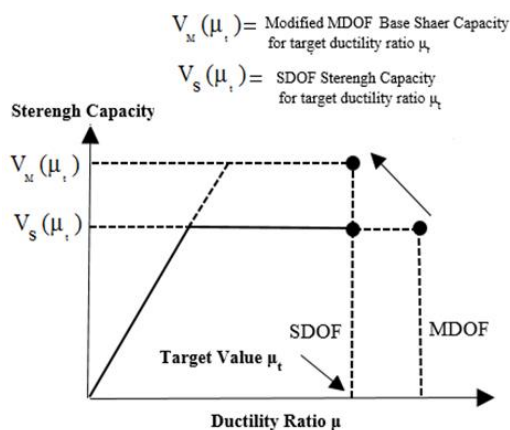 V_M (μ_t)= Modified MDOF Base Shaer Capacity
for target ductility ratio μ_t
V_S (μ_t)= SDOF Sterengh Capacity
for target ductility ratio μ_t
Sterengh Capacity
V_M (μ_t)
V_S (μ_t)
SDOF
MDOF
Target Value μ_t
Ductility Ratio μ